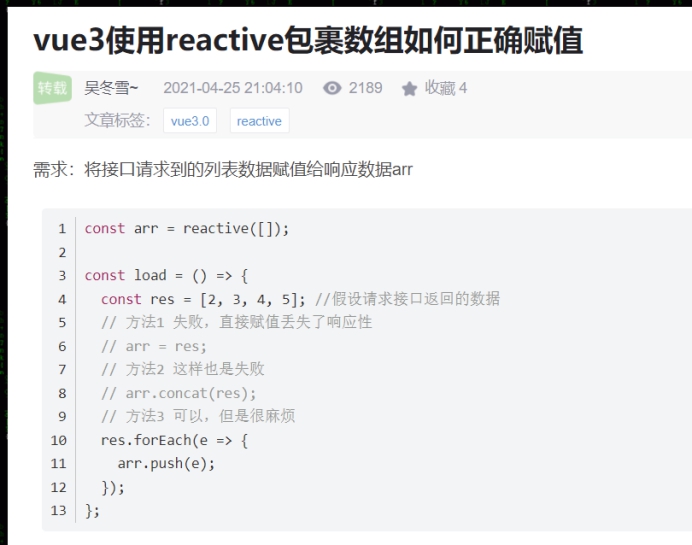 vue3使用reactive包裹数组如何正确赋值
转载 吴冬雪~ 2021-04-25 21:04:10 2189 收藏 4
文章标签： vue3.0 reactive
需求：将接口请求到的列表数据赋值给响应数据arr
1 const arr = reactive([]);
2
3 const load = () => {
4 const res = [2, 3, 4, 5]; //假设请求接口返回的数据
5 // 方法1 失败，直接赋值丢失了响应性
6 // arr = res;
7 // 方法2 这样也是失败
8 // arr.concat(res);
9 // 方法3 可以，但是很麻烦
10 res.forEach(e => {
11 arr.push(e);
12 });
13 };